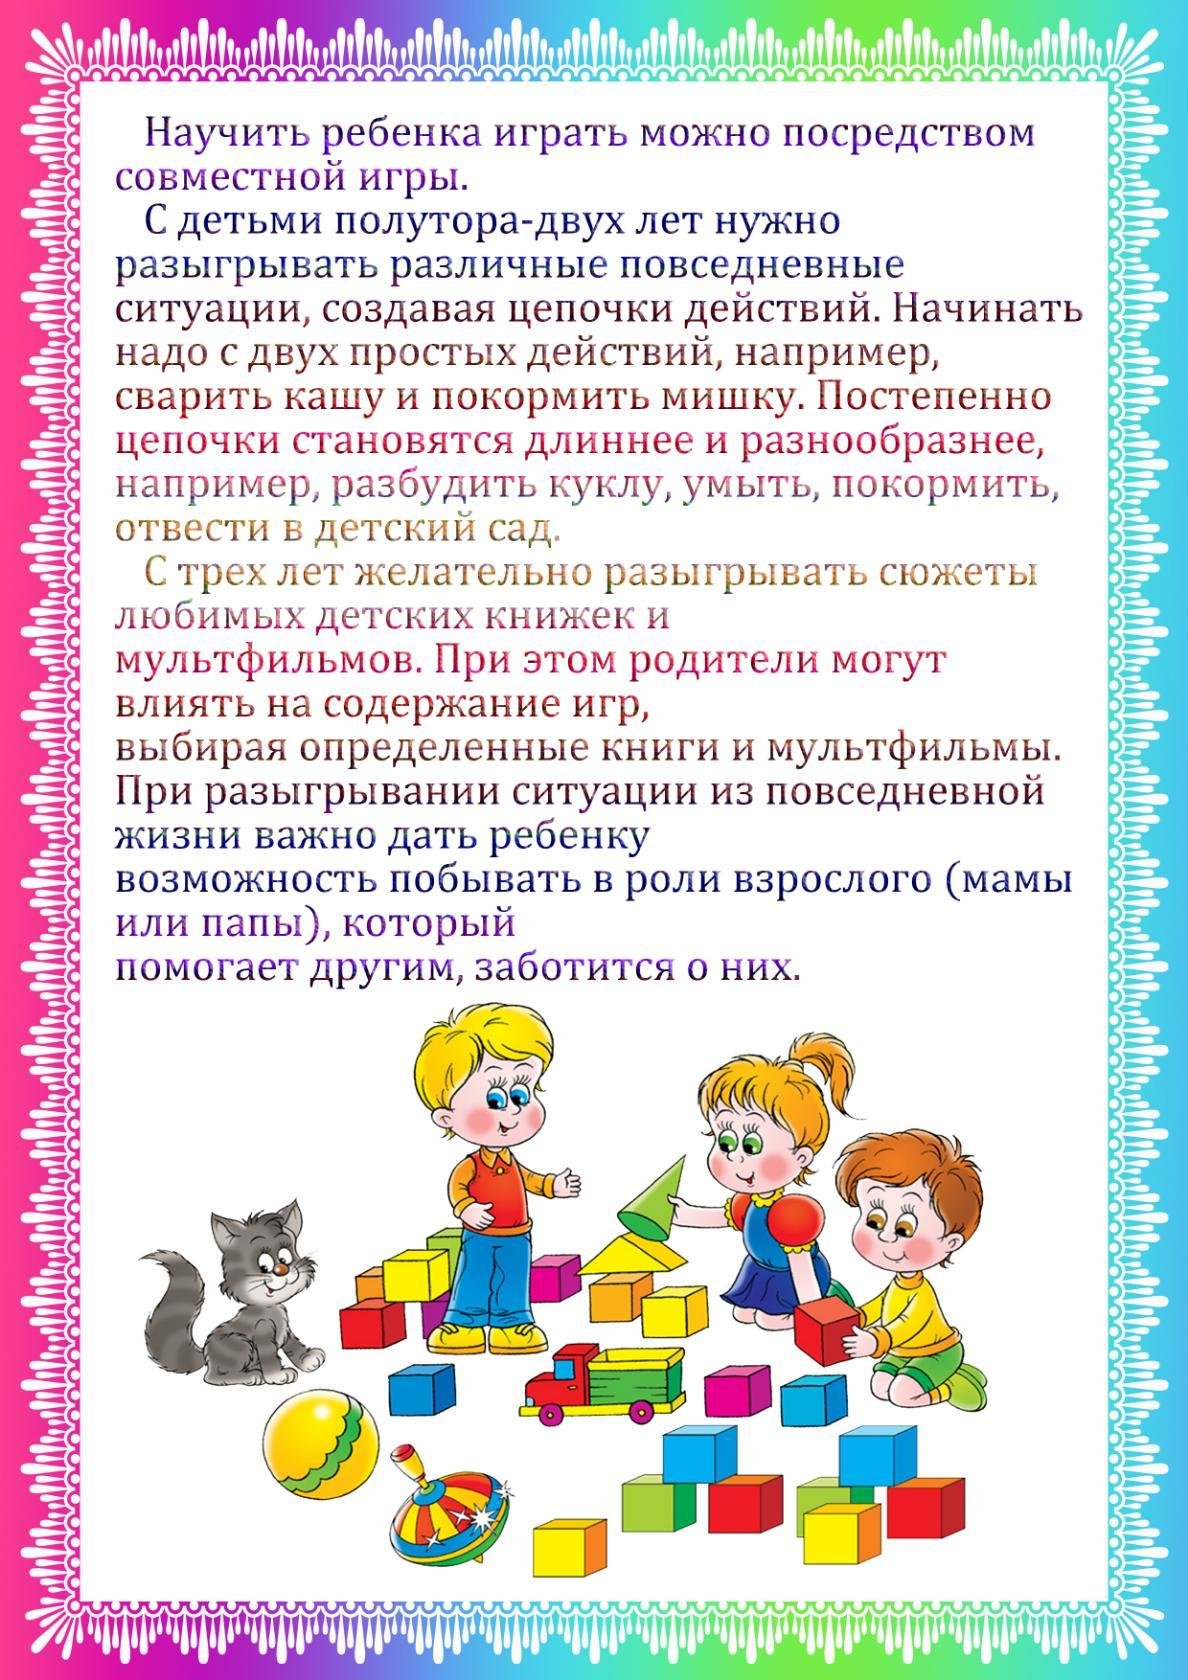 Научить ребенка играть можно посредством
совместной игры.
С детьми полутора-двух лет нужно
разыгрывать различные повседневные
ситуации, создавая цепочки действий. Начинать
надо с двух простых действий, например,
сварить кашу и покормить мишку. Постепенно
цепочки становятся длиннее и разнообразнее,
например, разбудить куклу, умыть, покормить,
отвести в детский сад.
С трех лет желательно разыгрывать сюжеты
любимых детских книжек и
мультфильмов. При этом родители могут
влиять на содержание игр,
выбирая определенные книги и мультфильмы.
При разыгрывании ситуации из повседневной
жизни важно дать ребенку
возможность побывать в роли взрослого (мамы
или папы), который
помогает другим, заботится о них.